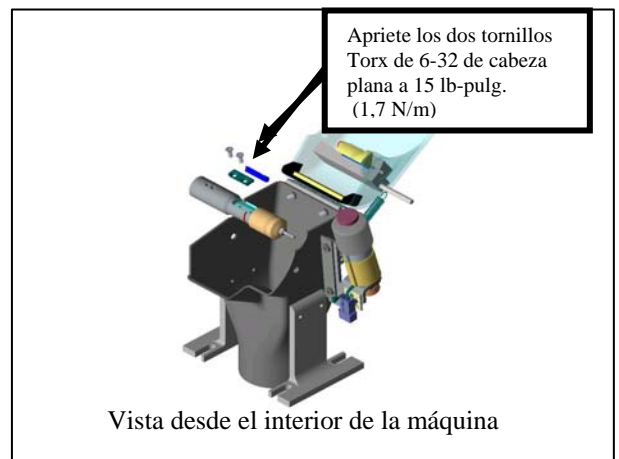 Apriete los dos tornillos
Torx de 6-32 de cabeza
plana a 15 lb-pulg.
(1,7 N/m)
Vista desde el interior de la máquina